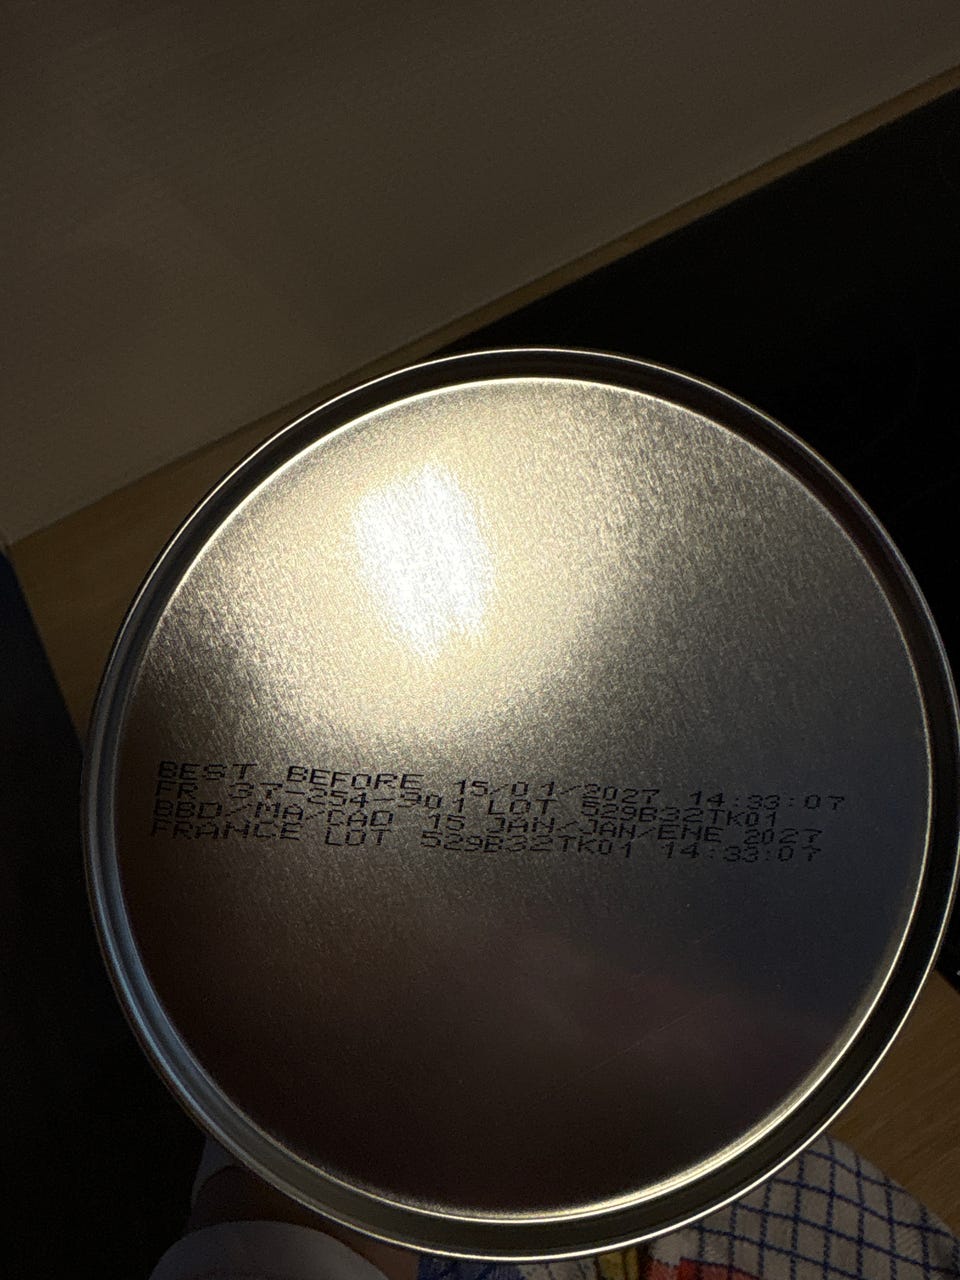 BEST BEFORE 15/01/2027 14:33:07
FR 37-254-901 LOT 529B32TK01
BBD/MA/CAD 15 JAN/JAN/ENE 2027
FRANCE LOT 529B32TK01 14:33:07